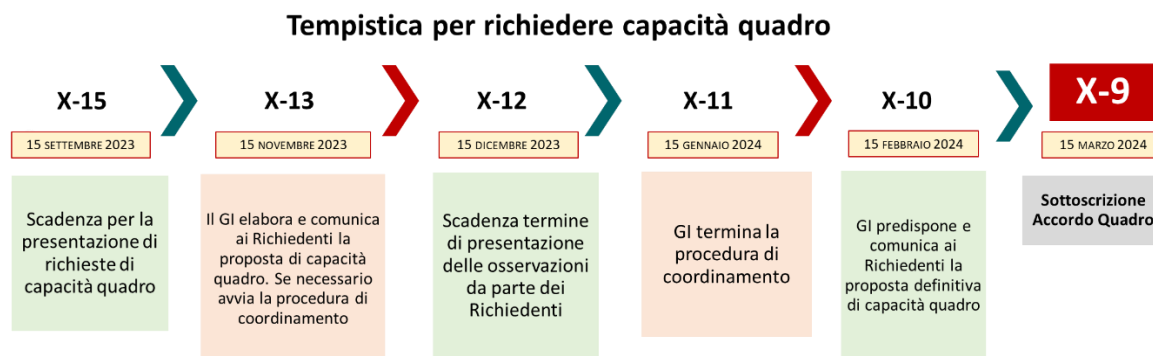 Tempistica per richiedere capacità quadro
X-15
15 SETTEMBRE 2023
Scadenza per la
presentazione di
richieste di
capacità quadro
X-13
15 NOVEMBRE 2023
Il GI elabora e comunica
ai Richiedenti la
proposta di capacità
quadro. Se necessario
avvia la procedura di
coordinamento
X-12
15 DICEMBRE 2023
Scadenza termine
di presentazione
delle osservazioni
da parte dei
Richiedenti
X-11
15 GENNAIO 2024
GI termina la
procedura di
coordinamento
X-10
15 FEBBRAIO 2024
GI predispone e
comunica ai
Richiedenti la
proposta definitiva
di capacità quadro
X-9
15 MARZO 2024
Sottoscrizione
Accordo Quadro